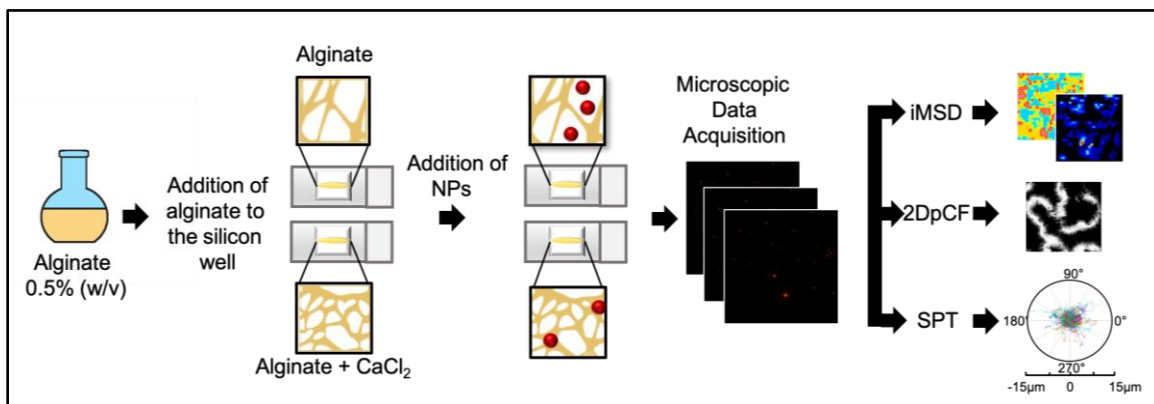 Alginate
0.5% (w/v)
Addition of
alginate to
the silicon
well
Alginate
Alginate + CaCl₂
Addition of
NPs
Microscopic
Data
Acquisition
iMSD
2DpCF
SPT
90°
180°
0°
270°
-15µm 0 15µm